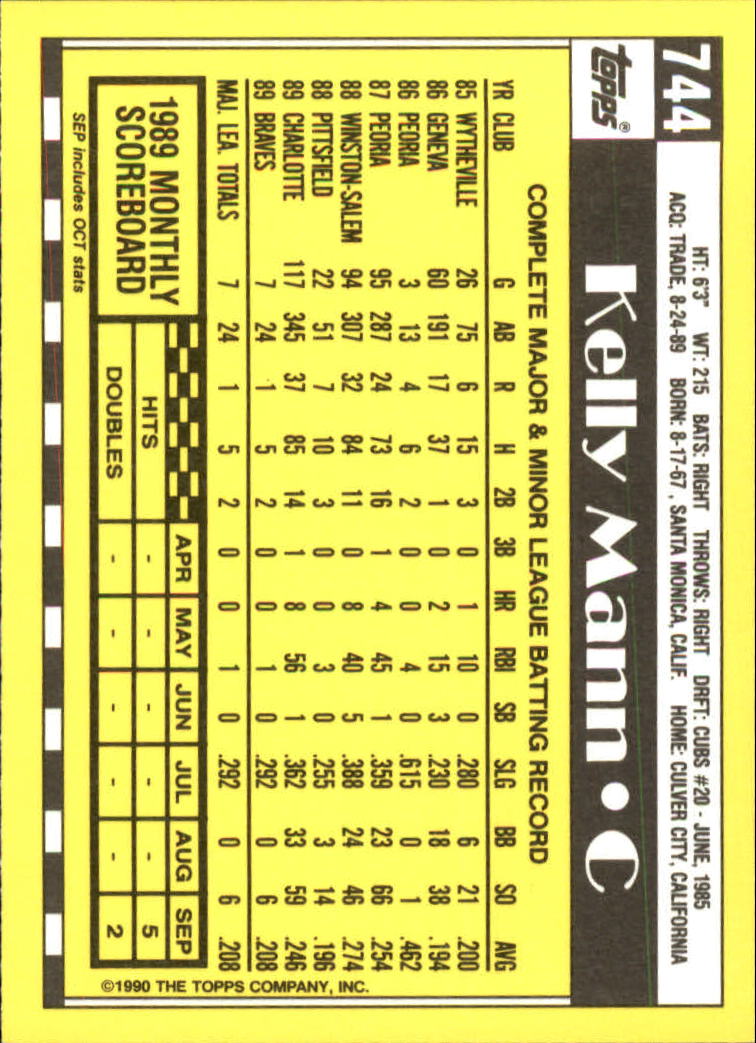 744
topps®
HT: 6'3" WT: 215 BATS: RIGHT THROWS: RIGHT DRFT: CUBS #20 - JUNE, 1985
ACQ: TRADE, 8-24-89 BORN: 8-17-67, SANTA MONICA, CALIF. HOME: CULVER CITY, CALIFORNIA
Kelly Mann • C
COMPLETE MAJOR & MINOR LEAGUE BATTING RECORD
YR CLUB G AB R H 2B 3B HR RBI SB SLG BB SO AVG
85 WYTHEVILLE 26 75 6 15 3 0 1 10 0 .280 6 21 .200
86 GENEVA 60 191 17 37 1 0 2 15 3 .230 18 38 .194
86 PEORIA 3 13 4 6 2 0 0 4 0 .615 0 1 .462
87 PEORIA 95 287 24 73 16 1 4 45 1 .359 23 66 .254
88 WINSTON-SALEM 94 307 32 84 11 0 8 40 5 .388 24 46 .274
88 PITTSFIELD 22 51 7 10 3 0 0 3 0 .255 3 14 .196
89 CHARLOTTE 117 345 37 85 14 1 8 56 1 .362 33 59 .246
89 BRAVES 7 24 1 5 2 0 0 1 0 .292 0 6 .208
MAJ. LEA. TOTALS 7 24 1 5 2 0 0 1 0 .292 0 6 .208
1989 MONTHLY
SCOREBOARD
SEP includes OCT stats
APR MAY JUN JUL AUG SEP
HITS - - - - - 5
DOUBLES - - - - - 2
©1990 THE TOPPS COMPANY, INC.